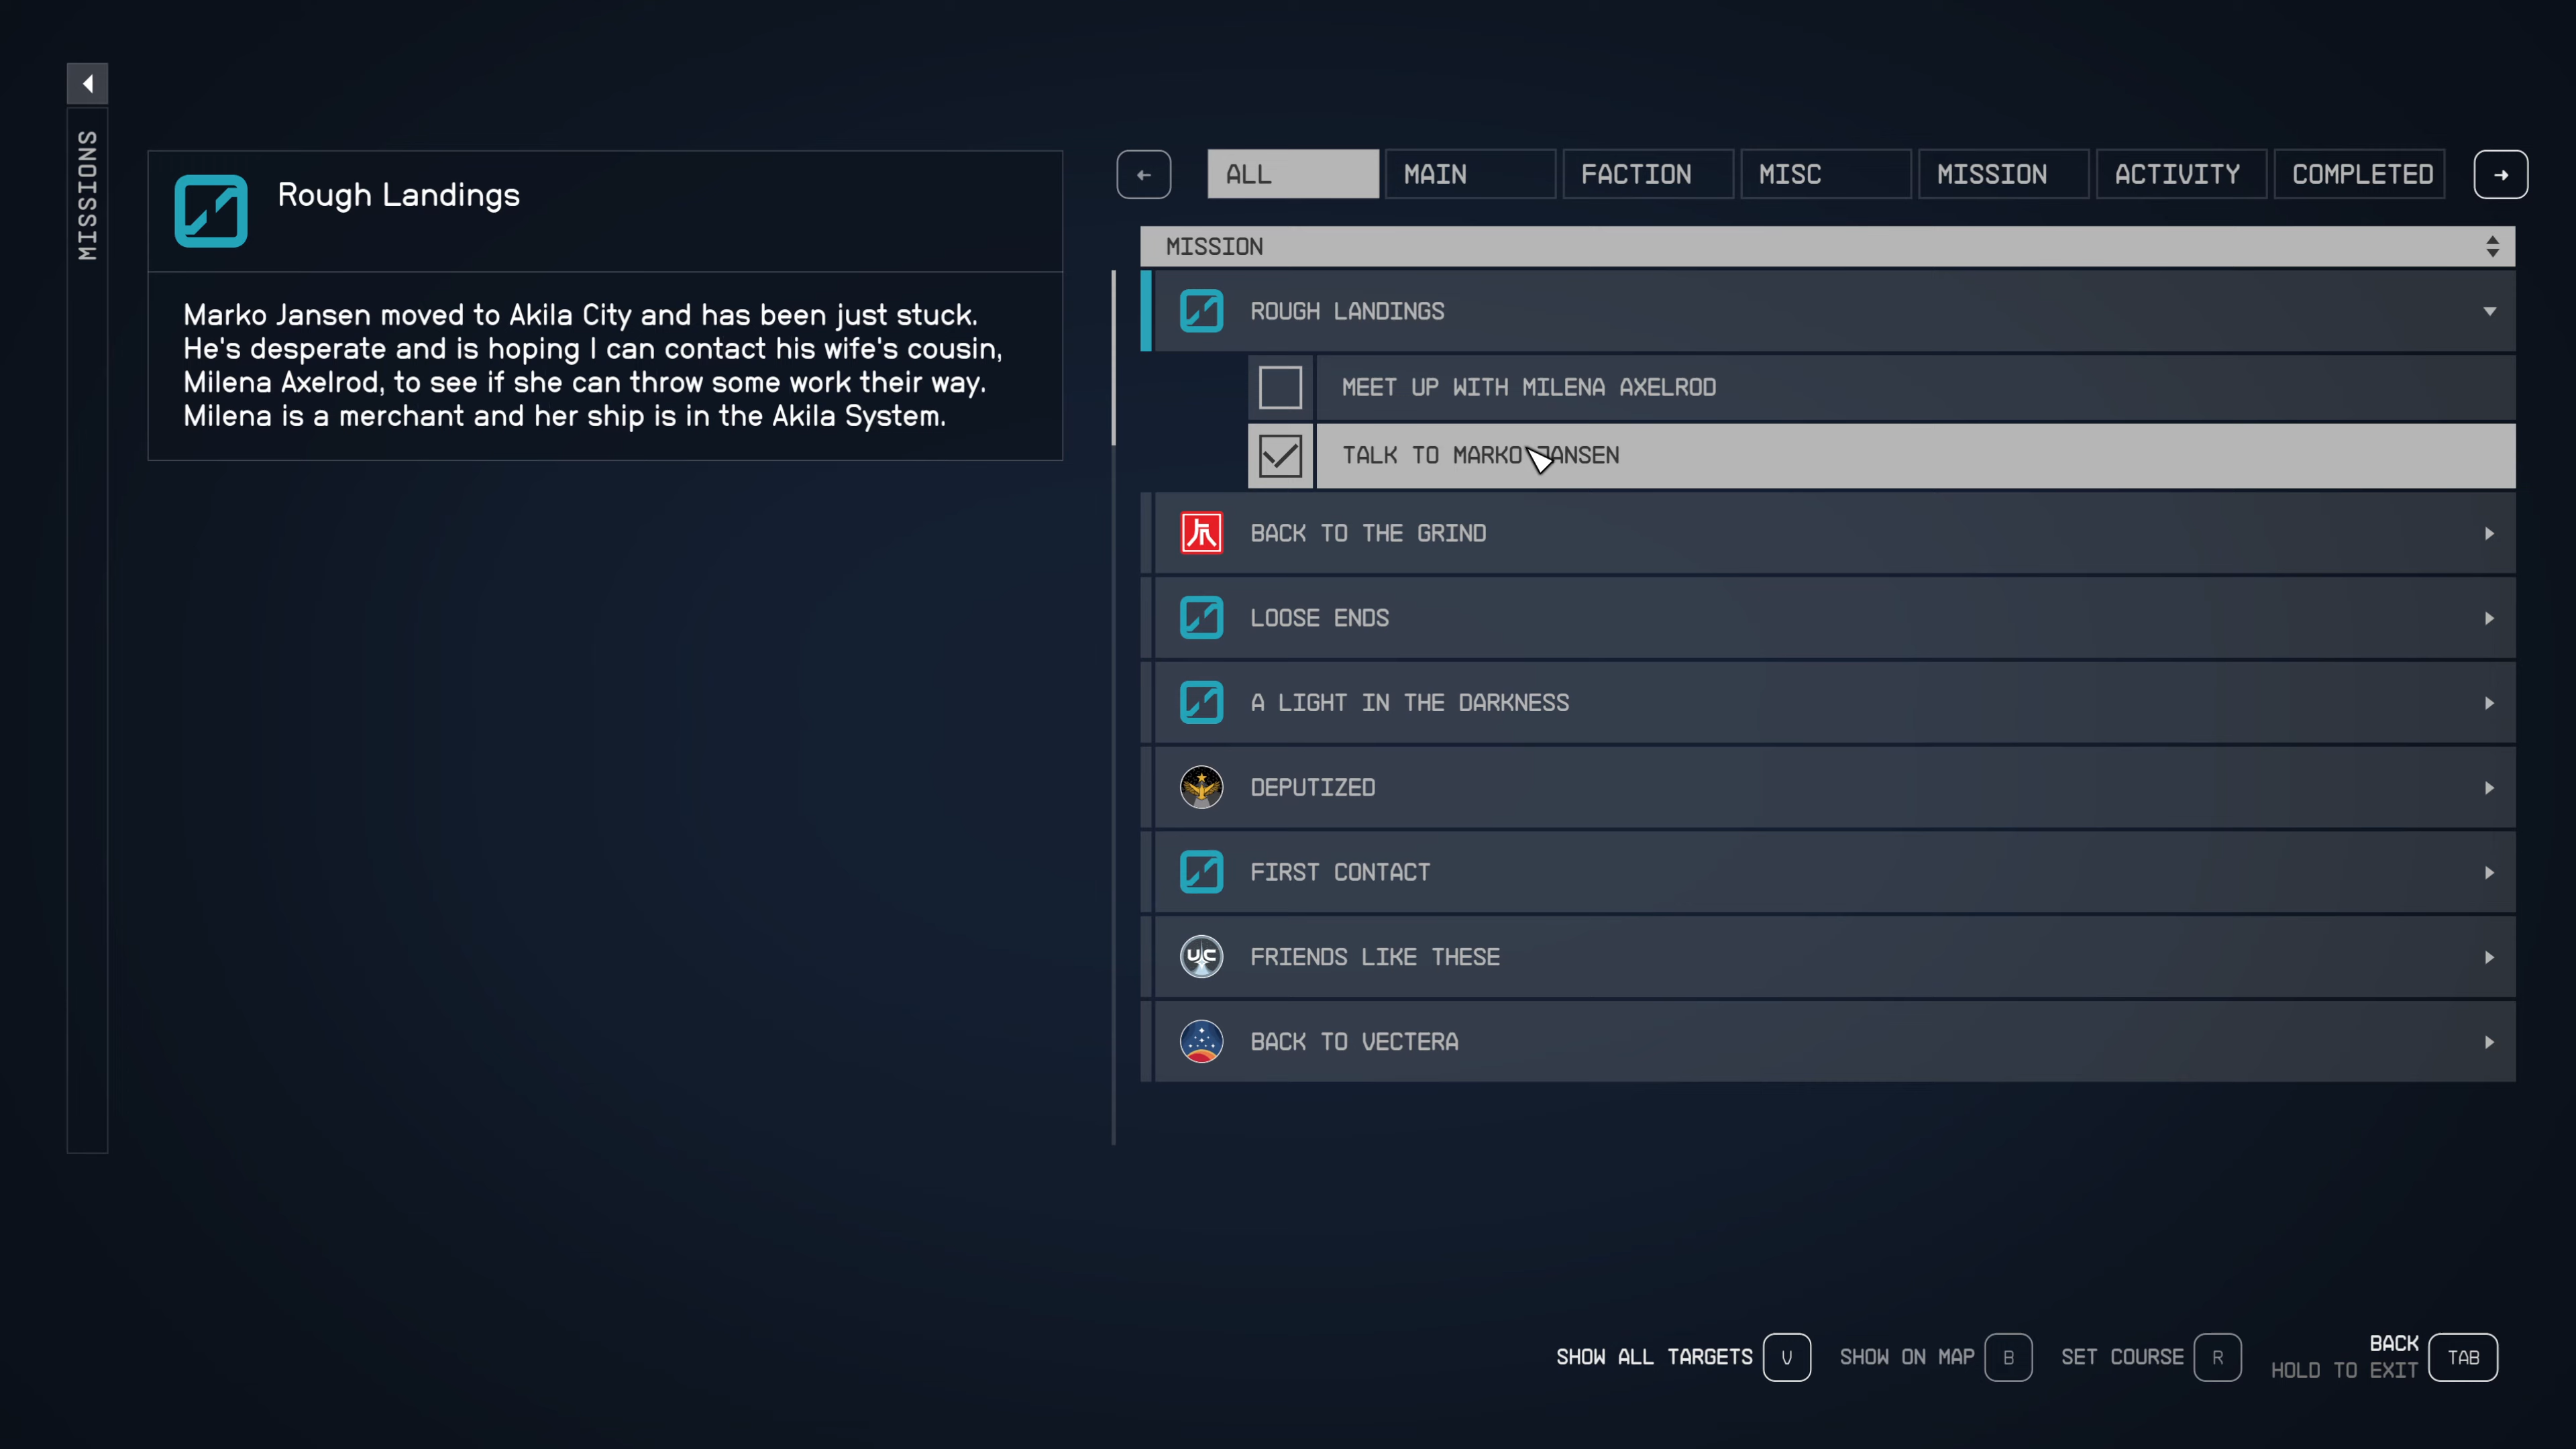 MISSIONS
Rough Landings
Marko Jansen moved to Akila City and has been just stuck.
He's desperate and is hoping I can contact his wife's cousin,
Milena Axelrod, to see if she can throw some work their way.
Milena is a merchant and her ship is in the Akila System.
ALL MAIN FACTION MISC MISSION ACTIVITY COMPLETED
MISSION
ROUGH LANDINGS
MEET UP WITH MILENA AXELROD
TALK TO MARKO JANSEN
BACK TO THE GRIND
LOOSE ENDS
A LIGHT IN THE DARKNESS
DEPUTIZED
FIRST CONTACT
UC
FRIENDS LIKE THESE
BACK TO VECTERA
SHOW ALL TARGETS V SHOW ON MAP B SET COURSE R BACK TAB
HOLD TO EXIT